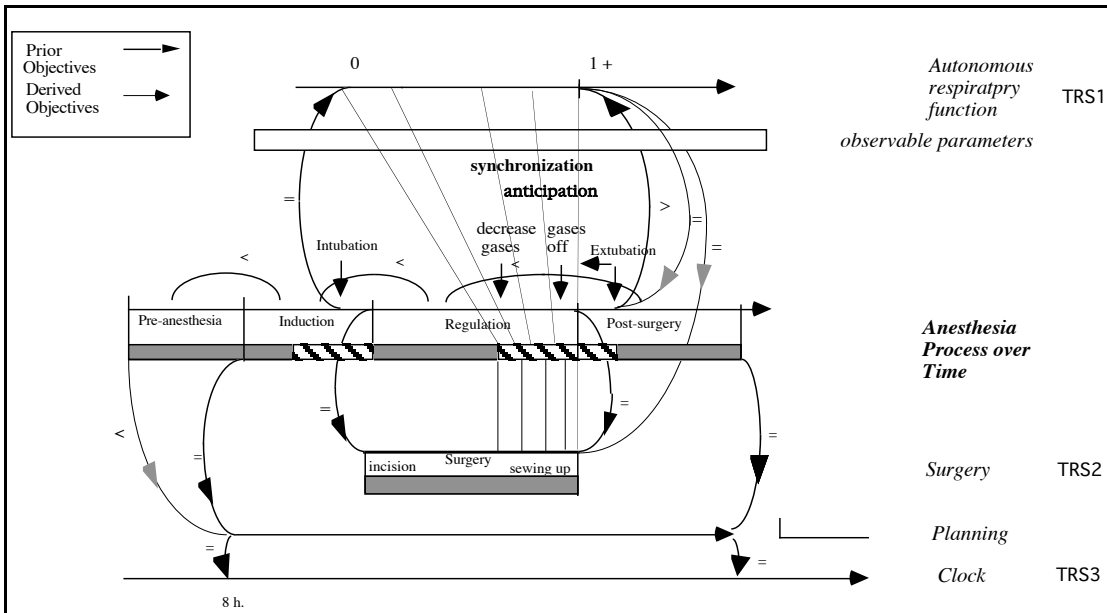 Prior
Objectives
Derived
Objectives
0
1 +
Autonomous
respiratpry
function
TRS1
observable parameters
synchronization
anticipation
=
>
=
=
decrease
gases
gases
off
Intubation
Extubation
<
<
<
Pre-anesthesia
Induction
Regulation
Post-surgery
Anesthesia
Process over
Time
=
=
<
=
=
incision
Surgery
sewing up
Surgery
TRS2
Planning
=
=
Clock
TRS3
8 h.